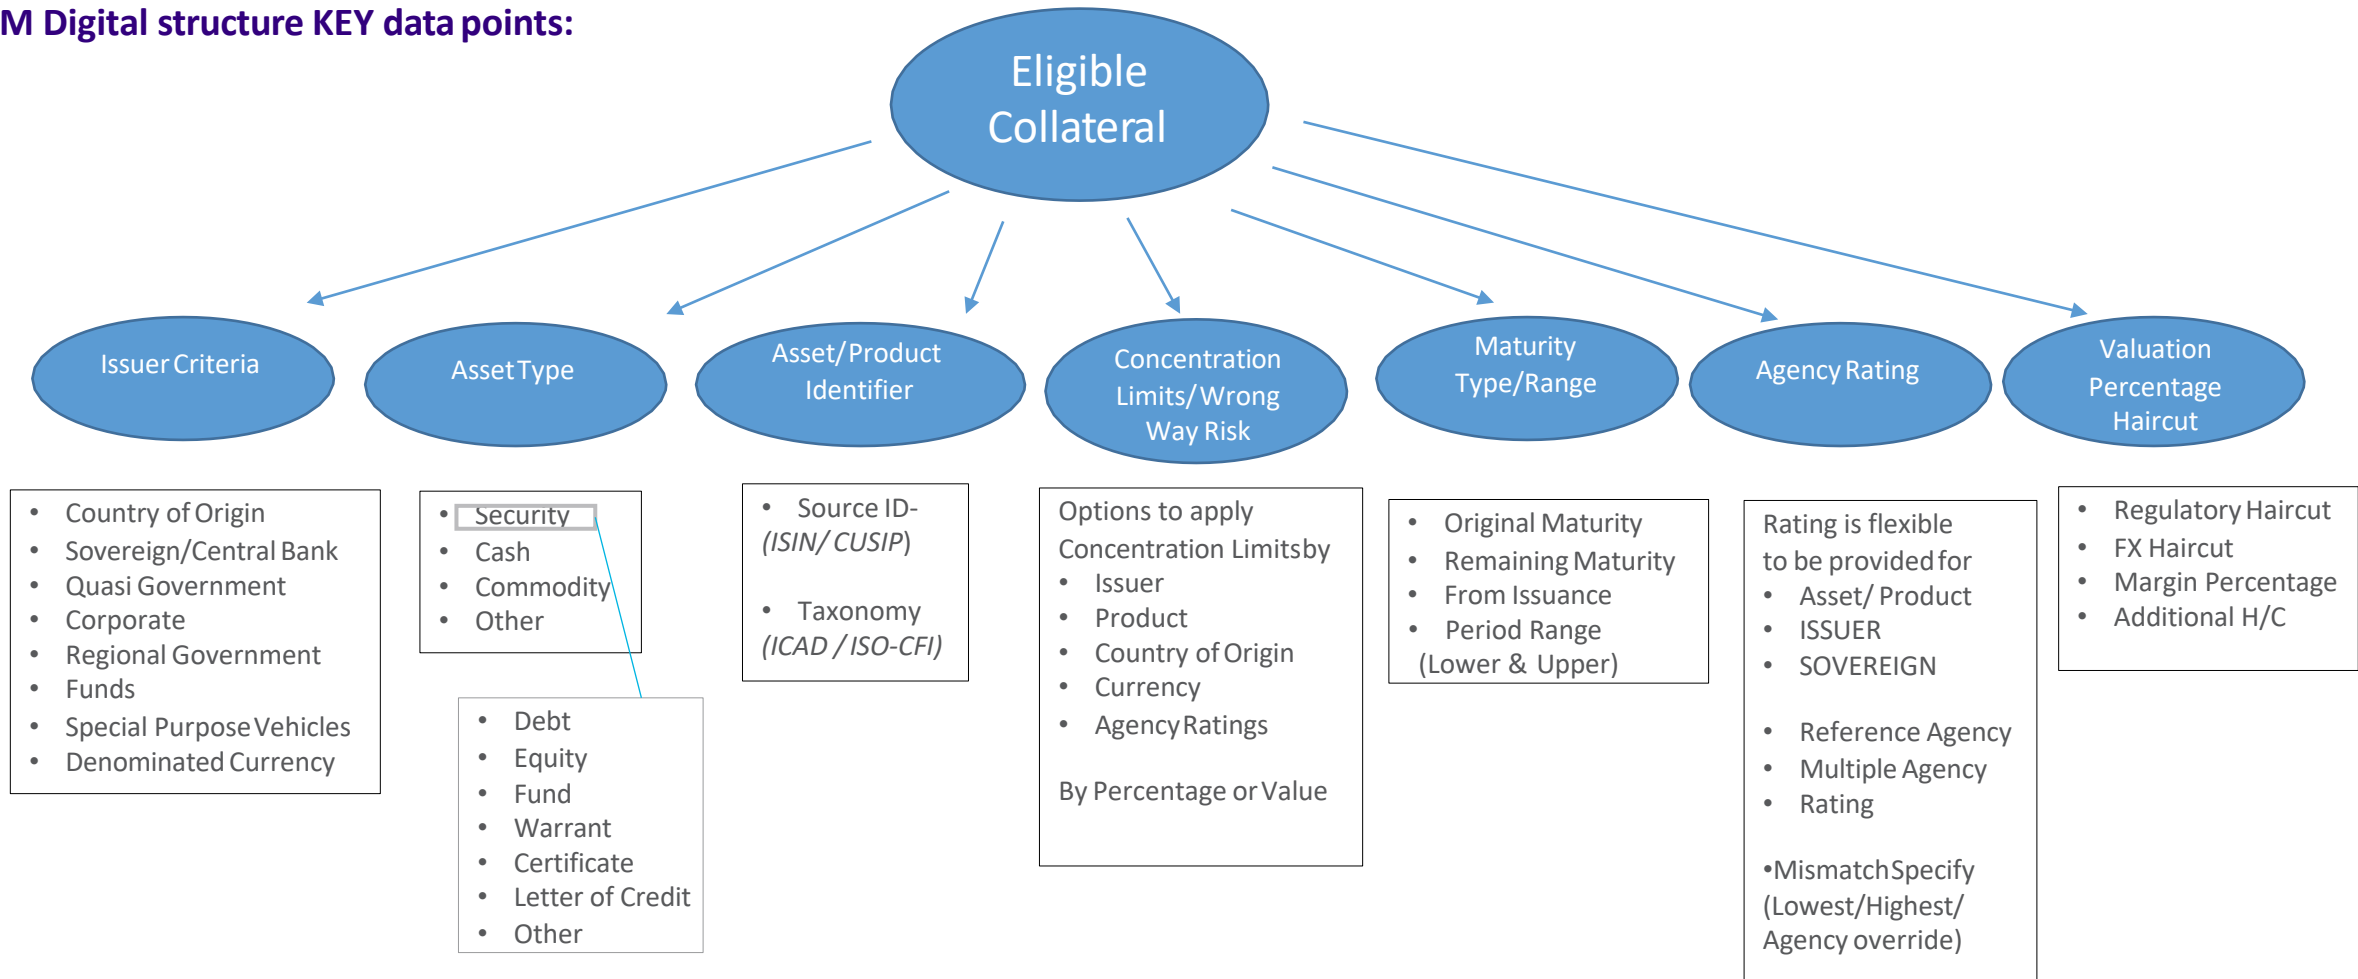 M Digital structure KEY data points:
Eligible
Collateral
Issuer Criteria
Asset Type
Asset/Product
Identifier
Concentration
Limits/Wrong
Way Risk
Maturity
Type/Range
Agency Rating
Valuation
Percentage
Haircut
• Country of Origin
• Sovereign/Central Bank
• Quasi Government
• Corporate
• Regional Government
• Funds
• Special Purpose Vehicles
• Denominated Currency
• Security
• Cash
• Commodity
• Other
• Debt
• Equity
• Fund
• Warrant
• Certificate
• Letter of Credit
• Other
• Source ID-
(ISIN/ CUSIP)
• Taxonomy
(ICAD / ISO-CFI)
Options to apply
Concentration Limits by
• Issuer
• Product
• Country of Origin
• Currency
• Agency Ratings
By Percentage or Value
• Original Maturity
• Remaining Maturity
• From Issuance
• Period Range
(Lower & Upper)
Rating is flexible
to be provided for
• Asset/ Product
• ISSUER
• SOVEREIGN
• Reference Agency
• Multiple Agency
• Rating
•Mismatch Specify
(Lowest/Highest/
Agency override)
• Regulatory Haircut
• FX Haircut
• Margin Percentage
• Additional H/C